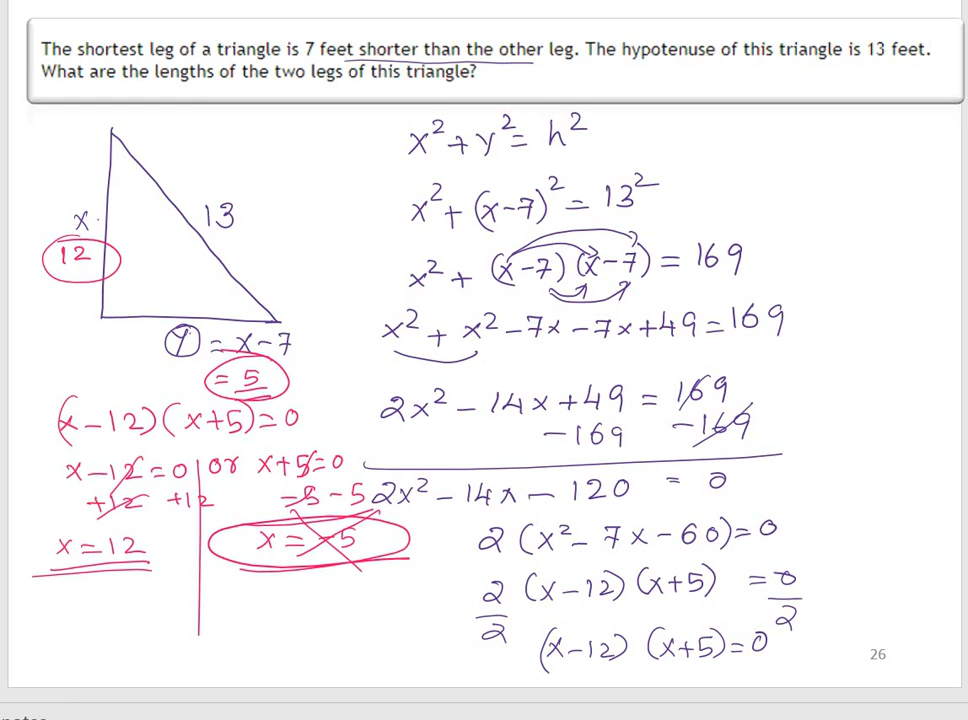 The shortest leg of a triangle is 7 feet shorter than the other leg. The hypotenuse of this triangle is 13 feet.
What are the lengths of the two legs of this triangle?
x
12
13
y = x-7
= 5
x² + y² = h²
x² + (x-7)² = 13²
x² + (x-7)(x-7) = 169
x² + x² - 7x - 7x + 49 = 169
2x² - 14x + 49 = 169
-169 -169
2x² - 14x - 120 = 0
2 (x² - 7x - 60) = 0
2/2 (x-12) (x+5) = 0/2
(x-12) (x+5) = 0
(x-12)(x+5)=0
x-12=0 or x+5=0
+12 +12 -5 -5
x=12 x=-5
26